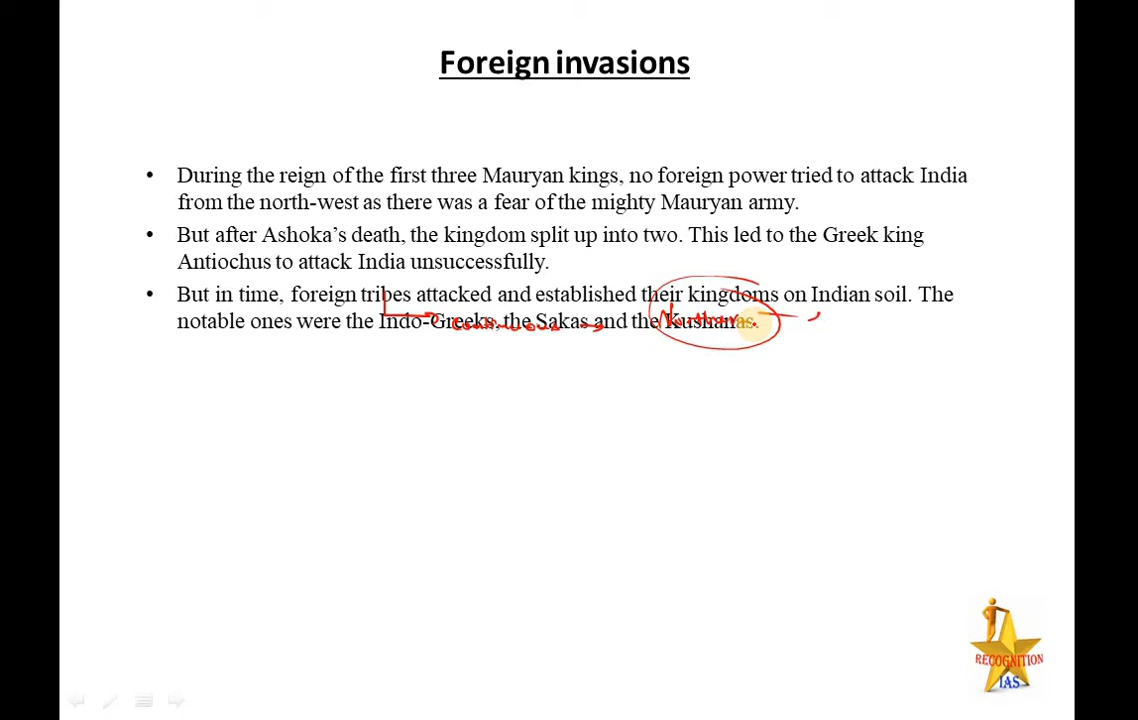 Foreign invasions
• During the reign of the first three Mauryan kings, no foreign power tried to attack India
from the north-west as there was a fear of the mighty Mauryan army.
• But after Ashoka's death, the kingdom split up into two. This led to the Greek king
Antiochus to attack India unsuccessfully.
• But in time, foreign tribes attacked and established their kingdoms on Indian soil. The
notable ones were the Indo-Greeks, the Sakas and the Kushanas.
RECOGNITION
IAS